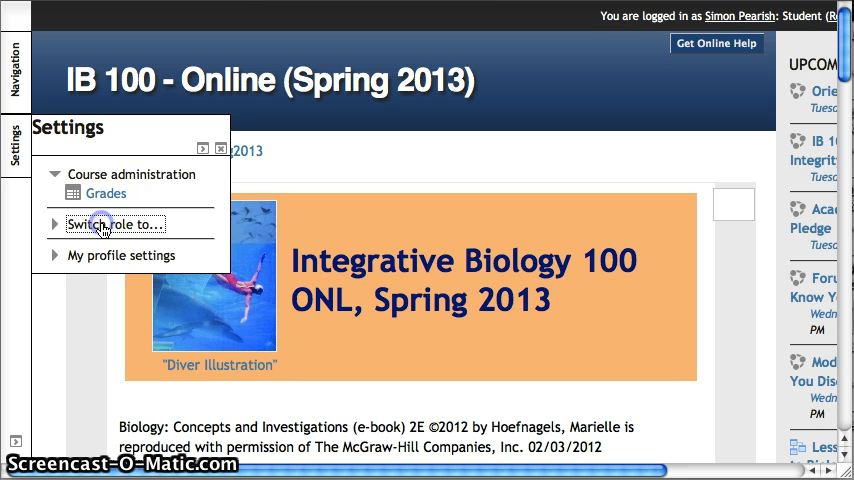 You are logged in as Simon Pearish: Student (R
Navigation
Settings
Get Online Help
IB 100 - Online (Spring 2013)
Settings
g2013
Course administration
Grades
Switch role to...
My profile settings
Integrative Biology 100
ONL, Spring 2013
"Diver Illustration"
Biology: Concepts and Investigations (e-book) 2E ©2012 by Hoefnagels, Marielle is
reproduced with permission of The McGraw-Hill Companies, Inc. 02/03/2012
UPCOM
Orie
Tuesd
IB 1
Integrit
Tuesd
Aca
Pledge
Tuesd
Foru
Know Y
Wedn
PM
Mod
You Dis
Wedn
PM
Less
Screencast-O-Matic.com